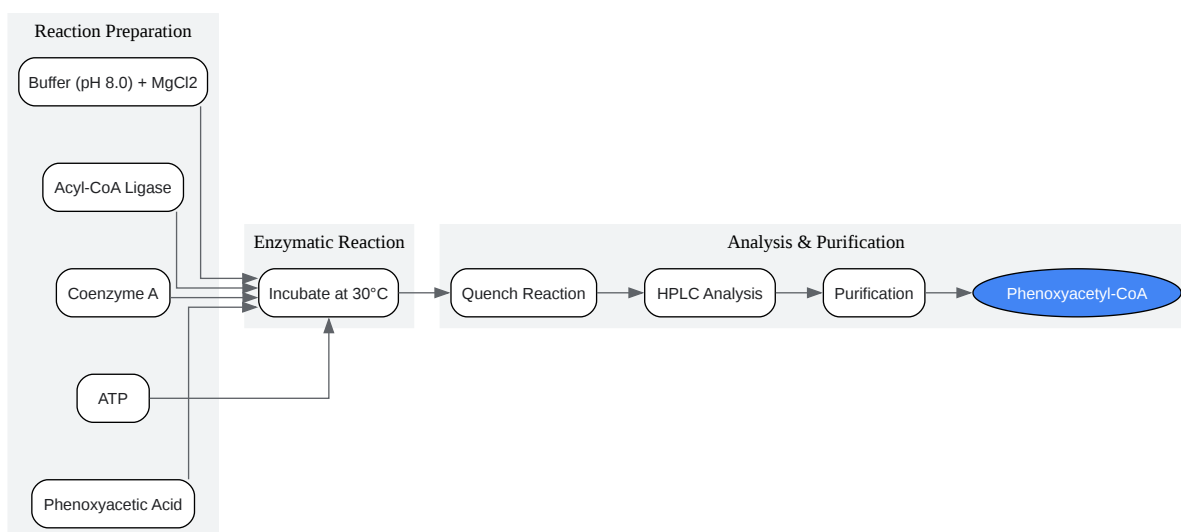 Reaction Preparation
Buffer (pH 8.0) + MgCl2
Acyl-CoA Ligase
Coenzyme A
ATP
Phenoxyacetic Acid
Enzymatic Reaction
Incubate at 30°C
Analysis & Purification
Quench Reaction
HPLC Analysis
Purification
Phenoxyacetyl-CoA